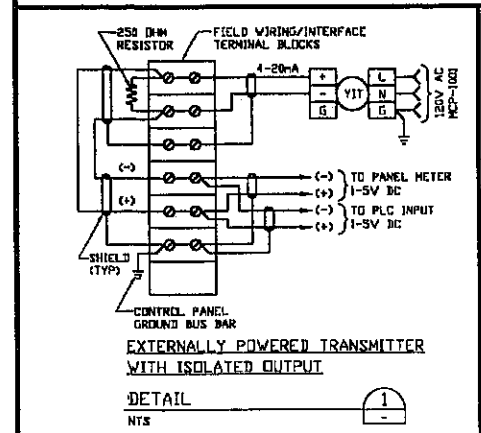 250 OHM
RESISTOR
FIELD WIRING/INTERFACE
TERMINAL BLOCKS
4-20mA
+
-
G
YIT
L
N
G
120V AC
MCP-1001
(-)
(+)
(-)
(+)
TO PANEL METER
1-5V DC
(-)
(+)
TO PLC INPUT
1-5V DC
SHIELD
(TYP)
CONTROL PANEL
GROUND BUS BAR
EXTERNALLY POWERED TRANSMITTER
WITH ISOLATED OUTPUT
DETAIL
1
-
NTS